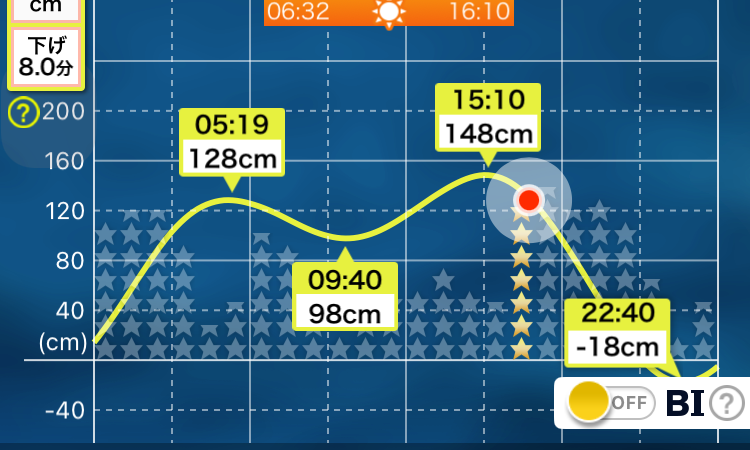 cm
06:32
16:10
下げ
8.0分
?
200
160
120
80
40
(cm)
-40
05:19
128cm
15:10
148cm
09:40
98cm
22:40
-18cm
OFF
BI
?